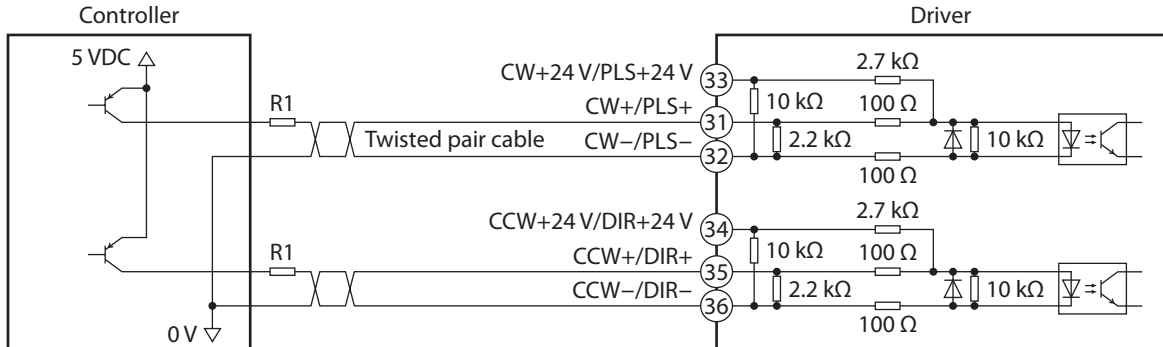 Controller
Driver
5 VDC
CW+24 V/PLS+24 V
33
2.7 kΩ
10 kΩ
100 Ω
R1
CW+/PLS+
31
Twisted pair cable
CW−/PLS−
32
2.2 kΩ
10 kΩ
100 Ω
CCW+24 V/DIR+24 V
34
2.7 kΩ
10 kΩ
100 Ω
R1
CCW+/DIR+
35
CCW−/DIR−
36
2.2 kΩ
10 kΩ
100 Ω
0 V